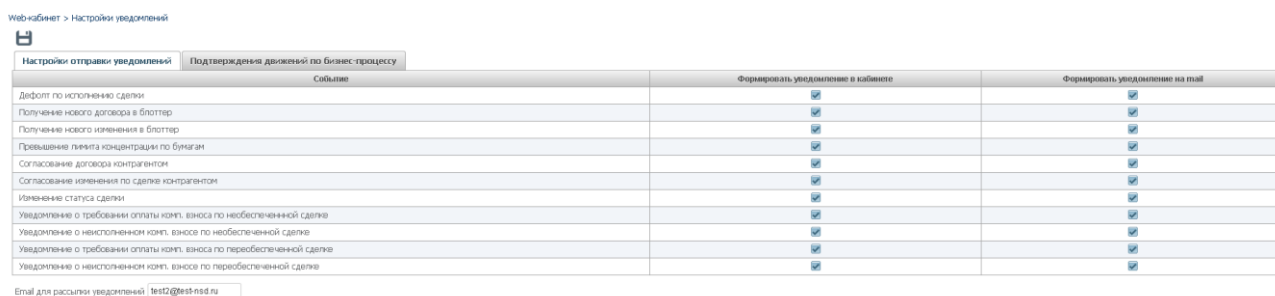 Web-кабинет > Настройки уведомлений
Настройки отправки уведомлений Подтверждения движений по бизнес-процессу
Событие Формировать уведомление в кабинете Формировать уведомление на mail
Дефолт по исполнению сделки
Получение нового договора в блоттер
Получение нового изменения в блоттер
Превышение лимита концентрации по бумагам
Согласование договора контрагентом
Согласование изменения по сделке контрагентом
Изменение статуса сделки
Уведомление о требовании оплаты комп. взноса по необеспеченнной сделке
Уведомление о неисполненном комп. взносе по необеспеченной сделке
Уведомление о требовании оплаты комп. взноса по переобеспеченной сделке
Уведомление о неисполненном комп. взносе по переобеспеченной сделке
Email для рассылки уведомлений test2@test-nsd.ru